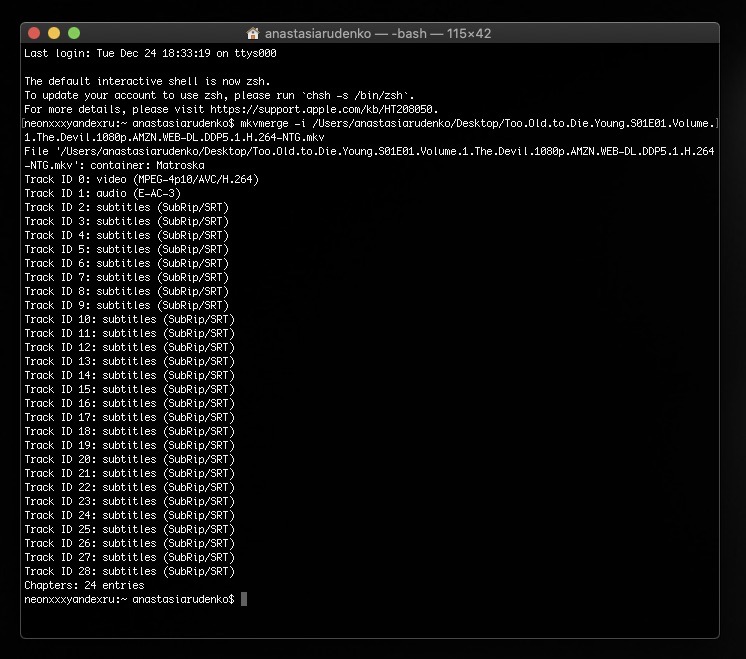 anastasiarudenko — -bash — 115×42
Last login: Tue Dec 24 18:33:19 on ttys000
The default interactive shell is now zsh.
To update your account to use zsh, please run `chsh -s /bin/zsh`.
For more details, please visit https://support.apple.com/kb/HT208050.
[neonxxxyandexru:~ anastasiarudenko$ mkvmerge -i /Users/anastasiarudenko/Desktop/Too.Old.to.Die.Young.S01E01.Volume.]
1.The.Devil.1080p.AMZN.WEB-DL.DDP5.1.H.264-NTG.mkv
File '/Users/anastasiarudenko/Desktop/Too.Old.to.Die.Young.S01E01.Volume.1.The.Devil.1080p.AMZN.WEB-DL.DDP5.1.H.264
-NTG.mkv': container: Matroska
Track ID 0: video (MPEG-4p10/AVC/H.264)
Track ID 1: audio (E-AC-3)
Track ID 2: subtitles (SubRip/SRT)
Track ID 3: subtitles (SubRip/SRT)
Track ID 4: subtitles (SubRip/SRT)
Track ID 5: subtitles (SubRip/SRT)
Track ID 6: subtitles (SubRip/SRT)
Track ID 7: subtitles (SubRip/SRT)
Track ID 8: subtitles (SubRip/SRT)
Track ID 9: subtitles (SubRip/SRT)
Track ID 10: subtitles (SubRip/SRT)
Track ID 11: subtitles (SubRip/SRT)
Track ID 12: subtitles (SubRip/SRT)
Track ID 13: subtitles (SubRip/SRT)
Track ID 14: subtitles (SubRip/SRT)
Track ID 15: subtitles (SubRip/SRT)
Track ID 16: subtitles (SubRip/SRT)
Track ID 17: subtitles (SubRip/SRT)
Track ID 18: subtitles (SubRip/SRT)
Track ID 19: subtitles (SubRip/SRT)
Track ID 20: subtitles (SubRip/SRT)
Track ID 21: subtitles (SubRip/SRT)
Track ID 22: subtitles (SubRip/SRT)
Track ID 23: subtitles (SubRip/SRT)
Track ID 24: subtitles (SubRip/SRT)
Track ID 25: subtitles (SubRip/SRT)
Track ID 26: subtitles (SubRip/SRT)
Track ID 27: subtitles (SubRip/SRT)
Track ID 28: subtitles (SubRip/SRT)
Chapters: 24 entries
neonxxxyandexru:~ anastasiarudenko$